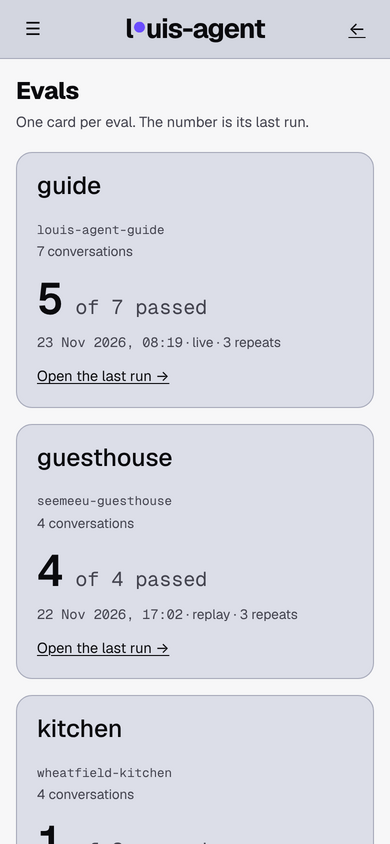 ☰ louis-agent ←
Evals
One card per eval. The number is its last run.
guide
louis-agent-guide
7 conversations
5 of 7 passed
23 Nov 2026, 08:19 · live · 3 repeats
Open the last run →
guesthouse
seemeeu-guesthouse
4 conversations
4 of 4 passed
22 Nov 2026, 17:02 · replay · 3 repeats
Open the last run →
kitchen
wheatfield-kitchen
4 conversations